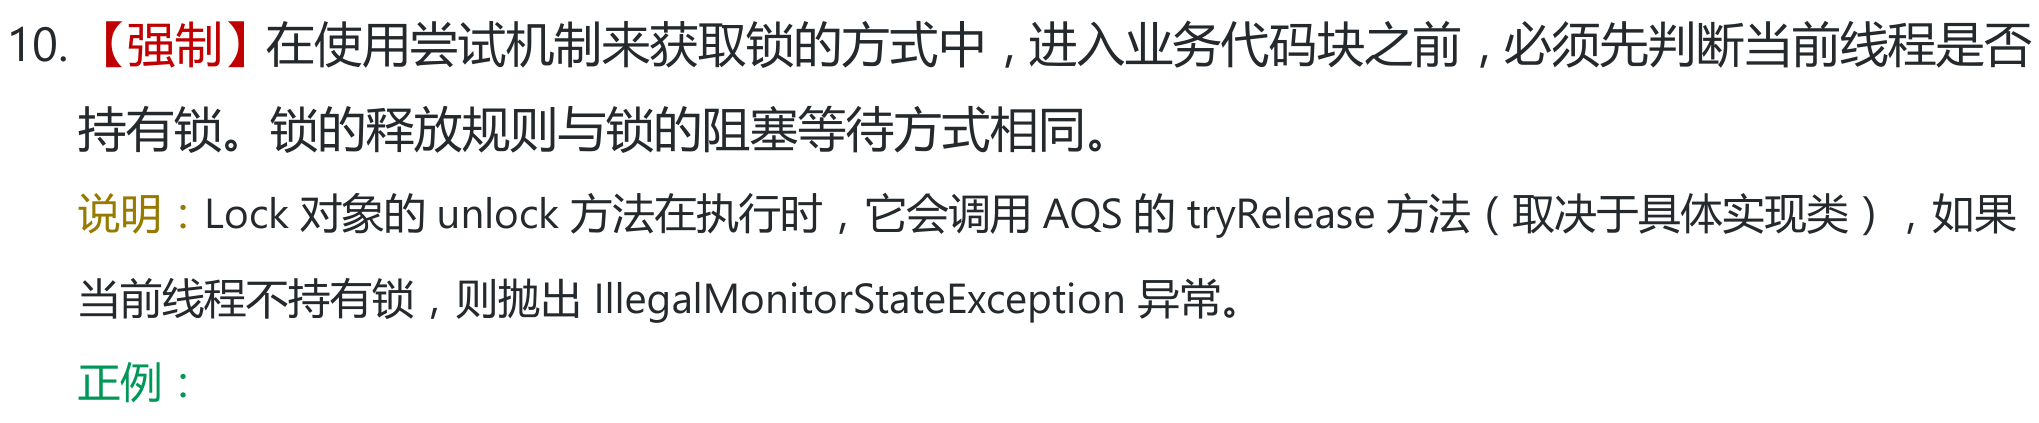 10. 【强制】在使用尝试机制来获取锁的方式中，进入业务代码块之前，必须先判断当前线程是否
持有锁。锁的释放规则与锁的阻塞等待方式相同。
说明：Lock 对象的 unlock 方法在执行时，它会调用 AQS 的 tryRelease 方法（取决于具体实现类），如果
当前线程不持有锁，则抛出 IllegalMonitorStateException 异常。
正例：